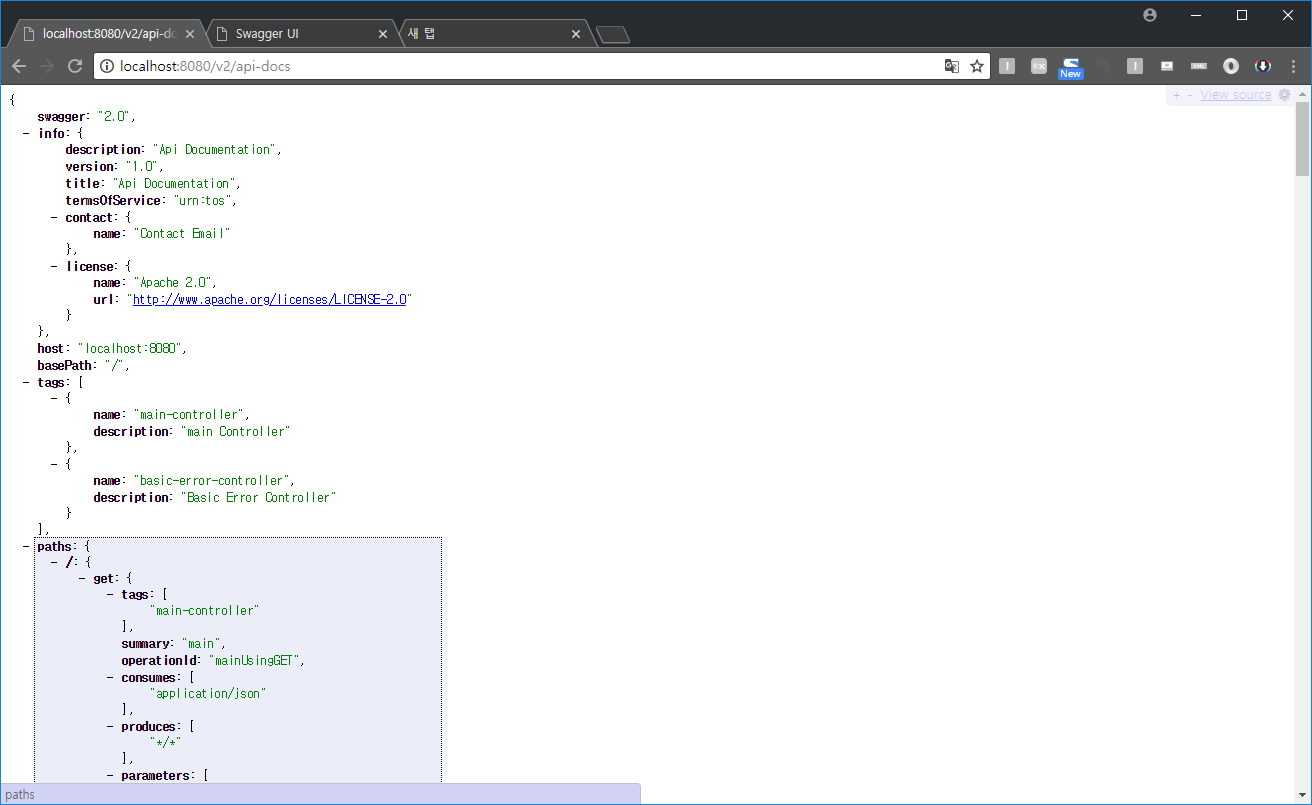 localhost:8080/v2/api-do
Swagger UI
새 탭
localhost:8080/v2/api-docs
New
+ - View source
{
swagger: "2.0",
- info: {
description: "Api Documentation",
version: "1.0",
title: "Api Documentation",
termsOfService: "urn:tos",
- contact: {
name: "Contact Email"
},
- license: {
name: "Apache 2.0",
url: "http://www.apache.org/licenses/LICENSE-2.0"
}
},
host: "localhost:8080",
basePath: "/",
- tags: [
- {
name: "main-controller",
description: "main Controller"
},
- {
name: "basic-error-controller",
description: "Basic Error Controller"
}
],
- paths: {
- /: {
- get: {
- tags: [
"main-controller"
],
summary: "main",
operationId: "mainUsingGET",
- consumes: [
"application/json"
],
- produces: [
"*/*"
],
- parameters: [
paths